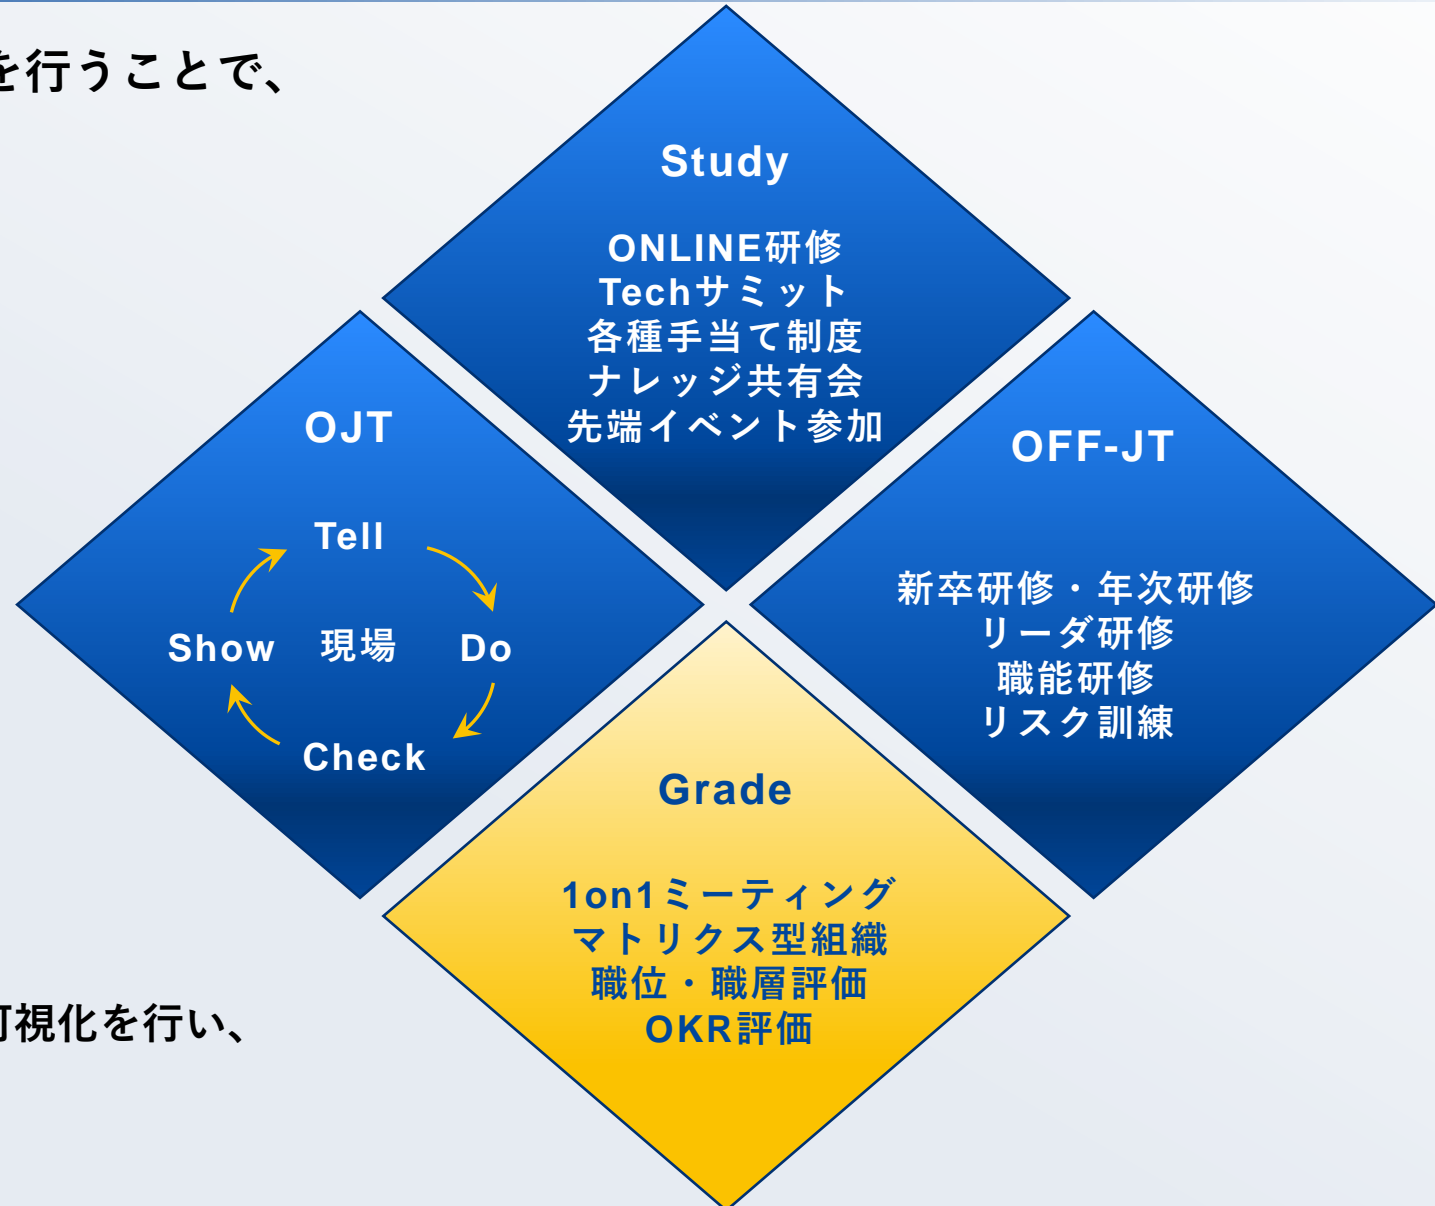 を行うことで、
Study
ONLINE研修
Techサミット
各種手当て制度
ナレッジ共有会
先端イベント参加
OJT
Tell
Show 現場 Do
Check
OFF-JT
新卒研修・年次研修
リーダ研修
職能研修
リスク訓練
Grade
1on1ミーティング
マトリクス型組織
職位・職層評価
OKR評価
可視化を行い、